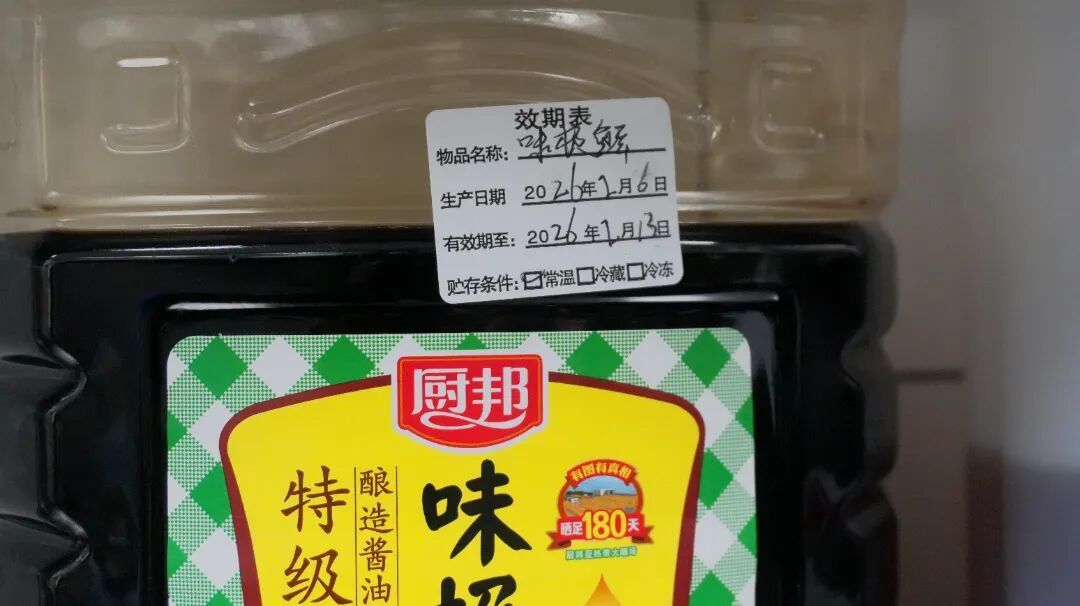 效期表
物品名称：味极鲜
生产日期 2026年2月6日
有效期至：2026年2月13日
贮存条件：☑常温☐冷藏☐冷冻
厨邦
味极
酿造酱油
特级
有图有真相
晒足180天